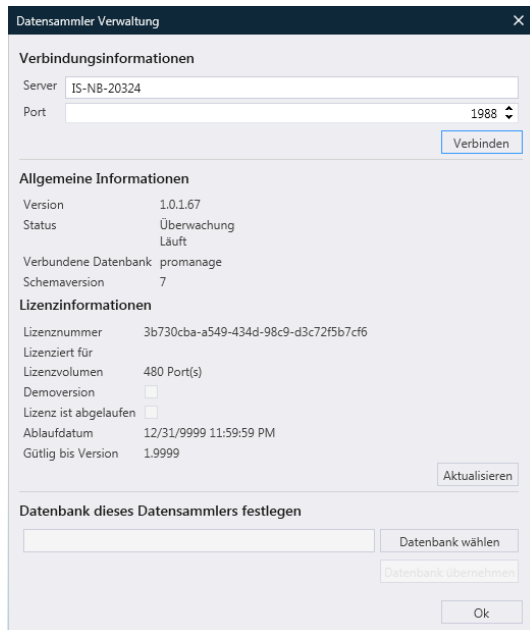 Datensammler Verwaltung
Verbindungsinformationen
Server IS-NB-20324
Port 1988
Verbinden
Allgemeine Informationen
Version 1.0.1.67
Status Überwachung
Läuft
Verbundene Datenbank promanage
Schemaversion 7
Lizenzinformationen
Lizenznummer 3b730cba-a549-434d-98c9-d3c72f5b7cf6
Lizenziert für
Lizenzvolumen 480 Port(s)
Demoversion
Lizenz ist abgelaufen
Ablaufdatum 12/31/9999 11:59:59 PM
Gütlig bis Version 1.9999
Aktualisieren
Datenbank dieses Datensammlers festlegen
Datenbank wählen
Datenbank übernehmen
Ok